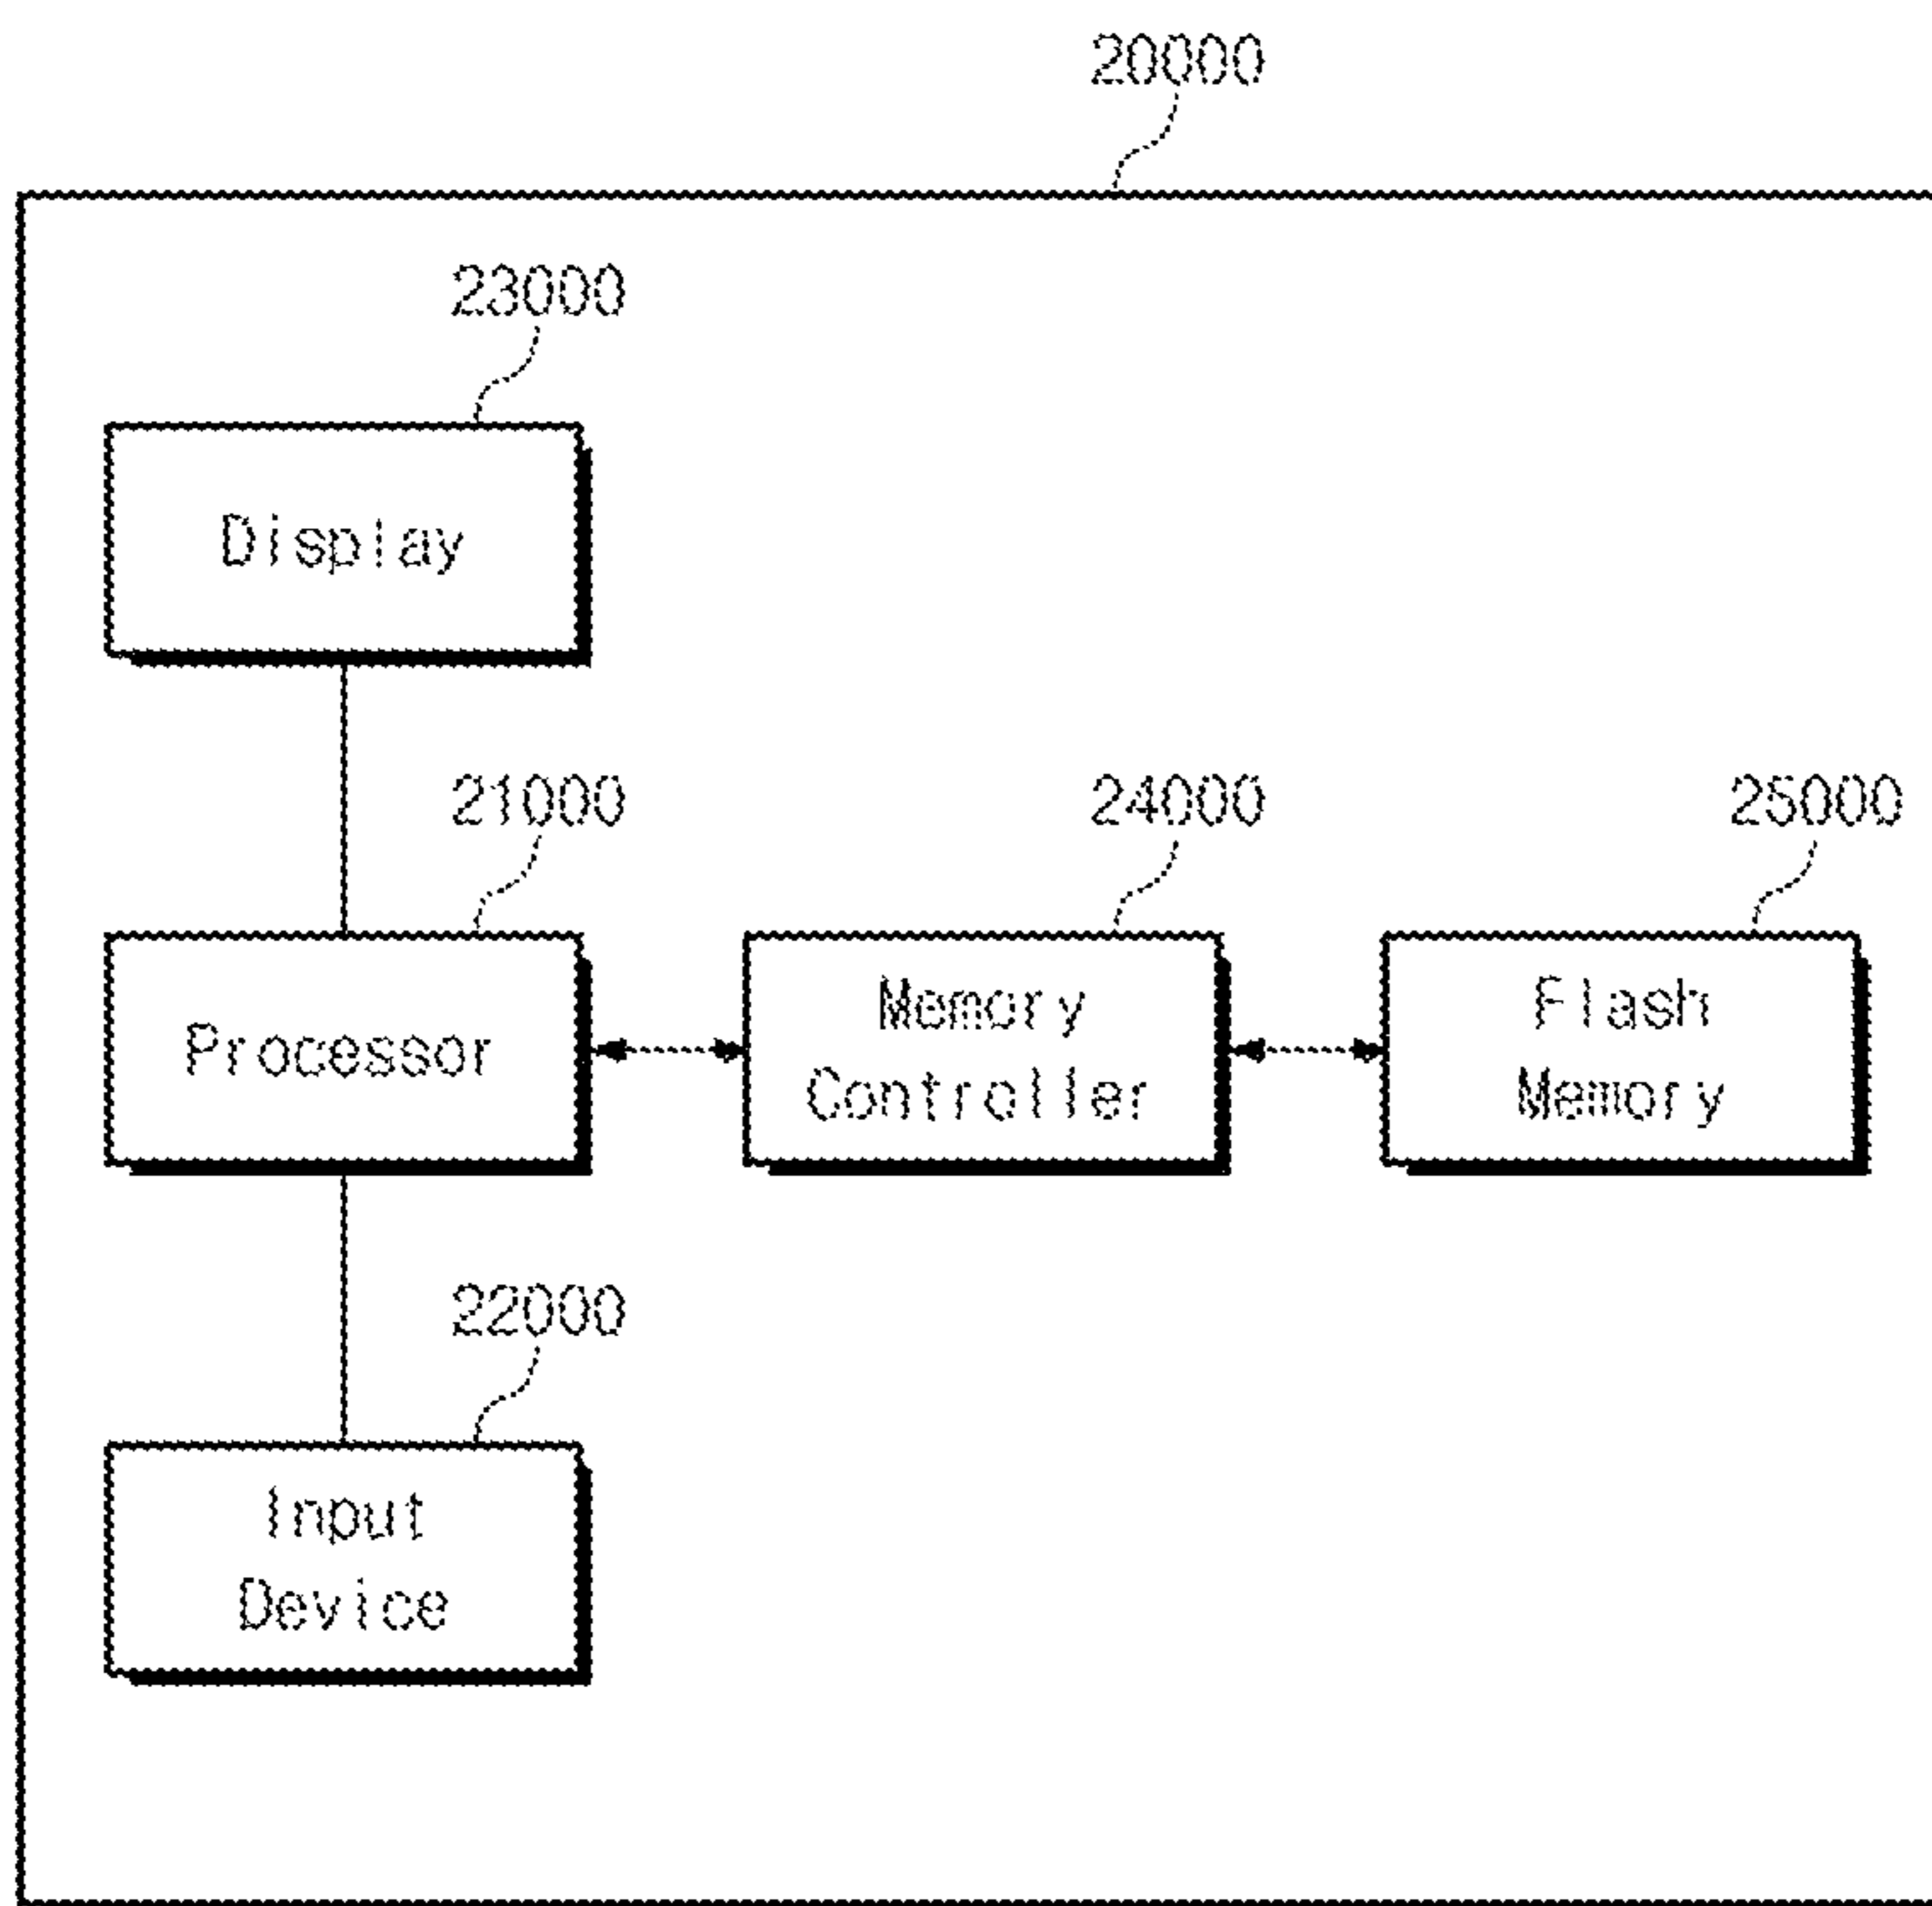 20000
23000
Display
21000
24000
25000
Processor
Memory
Controller
Flash
Memory
22000
Input
Device